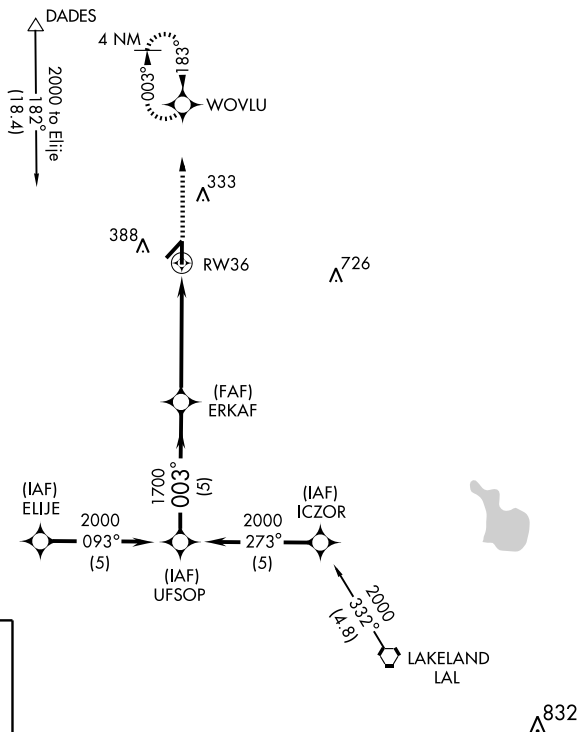 DADES
2000 to Elije
182°
(18.4)
4 NM
003°
183°
WOVLU
333
388
RW36
726
(FAF)
ERKAF
1700
003°
(5)
(IAF)
ELIJE
2000
093°
(5)
(IAF)
UFSOP
2000
273°
(5)
(IAF)
ICZOR
2000
332°
(4.8)
LAKELAND
LAL
832